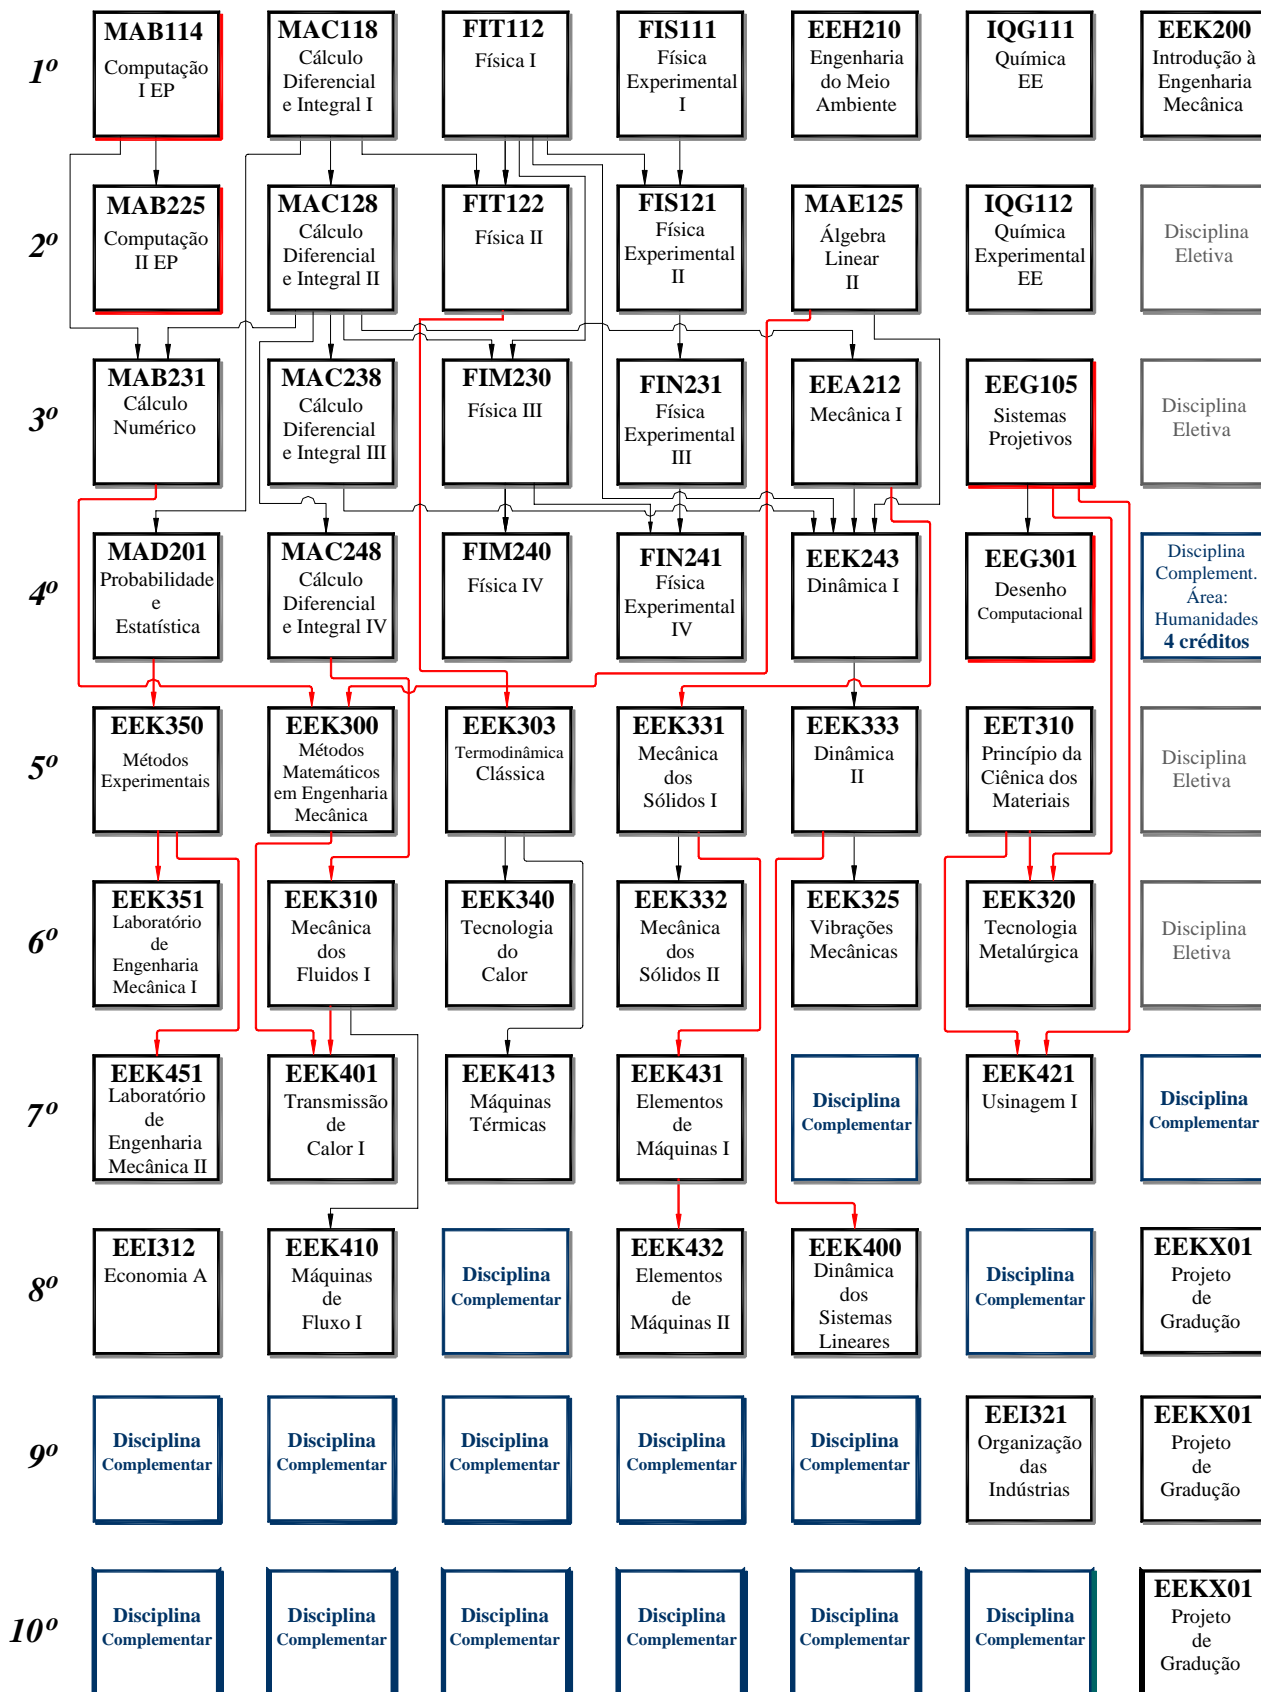 1º
MAB114
Computação
I EP
MAC118
Cálculo
Diferencial
e Integral I
FIT112
Física I
FIS111
Física
Experimental
I
EEH210
Engenharia
do Meio
Ambiente
IQG111
Química
EE
EEK200
Introdução à
Engenharia
Mecânica
2º
MAB225
Computação
II EP
MAC128
Cálculo
Diferencial
e Integral II
FIT122
Física II
FIS121
Física
Experimental
II
MAE125
Álgebra
Linear
II
IQG112
Química
Experimental
EE
Disciplina
Eletiva
3º
MAB231
Cálculo
Numérico
MAC238
Cálculo
Diferencial
e Integral III
FIM230
Física III
FIN231
Física
Experimental
III
EEA212
Mecânica I
EEG105
Sistemas
Projetivos
Disciplina
Eletiva
4º
MAD201
Probabilidade
e
Estatística
MAC248
Cálculo
Diferencial
e Integral IV
FIM240
Física IV
FIN241
Física
Experimental
IV
EEK243
Dinâmica I
EEG301
Desenho
Computacional
Disciplina
Complement.
Área:
Humanidades
4 créditos
5º
EEK350
Métodos
Experimentais
EEK300
Métodos
Matemáticos
em Engenharia
Mecânica
EEK303
Termodinâmica
Clássica
EEK331
Mecânica
dos
Sólidos I
EEK333
Dinâmica
II
EET310
Princípio da
Ciênica dos
Materiais
Disciplina
Eletiva
6º
EEK351
Laboratório
de
Engenharia
Mecânica I
EEK310
Mecânica
dos
Fluidos I
EEK340
Tecnologia
do
Calor
EEK332
Mecânica
dos
Sólidos II
EEK325
Vibrações
Mecânicas
EEK320
Tecnologia
Metalúrgica
Disciplina
Eletiva
7º
EEK451
Laboratório
de
Engenharia
Mecânica II
EEK401
Transmissão
de
Calor I
EEK413
Máquinas
Térmicas
EEK431
Elementos
de
Máquinas I
Disciplina
Complementar
EEK421
Usinagem I
Disciplina
Complementar
8º
EEI312
Economia A
EEK410
Máquinas
de
Fluxo I
Disciplina
Complementar
EEK432
Elementos
de
Máquinas II
EEK400
Dinâmica
dos
Sistemas
Lineares
Disciplina
Complementar
EEKX01
Projeto
de
Gradução
9º
Disciplina
Complementar
Disciplina
Complementar
Disciplina
Complementar
Disciplina
Complementar
Disciplina
Complementar
EEI321
Organização
das
Indústrias
EEKX01
Projeto
de
Gradução
10º
Disciplina
Complementar
Disciplina
Complementar
Disciplina
Complementar
Disciplina
Complementar
Disciplina
Complementar
Disciplina
Complementar
EEKX01
Projeto
de
Gradução